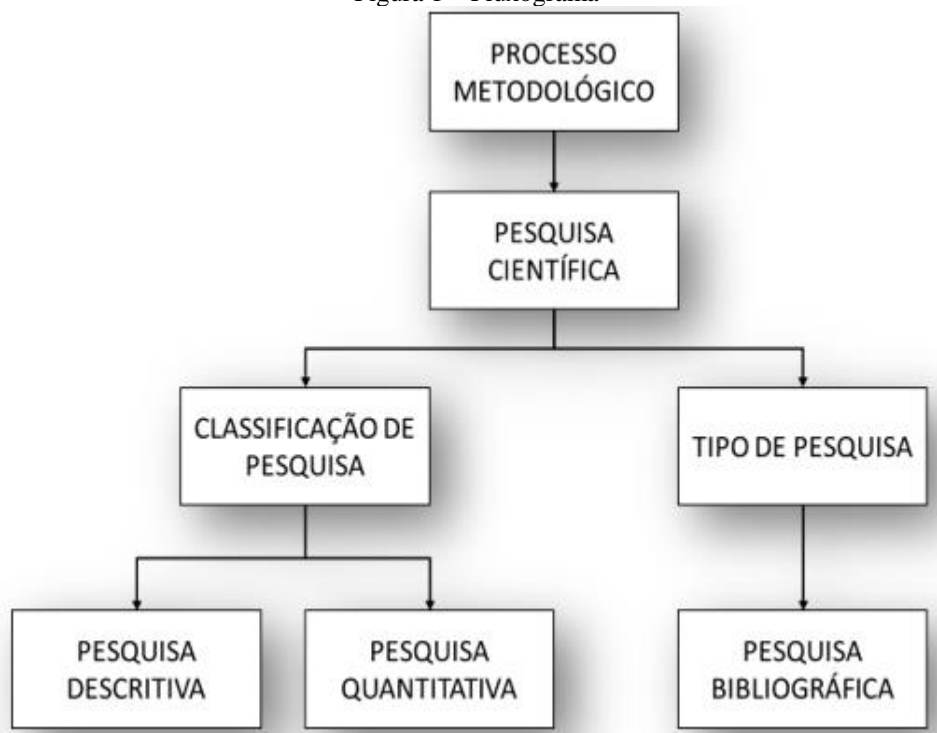 PROCESSO
METODOLÓGICO
PESQUISA
CIENTÍFICA
CLASSIFICAÇÃO DE
PESQUISA
TIPO DE PESQUISA
PESQUISA
DESCRITIVA
PESQUISA
QUANTITATIVA
PESQUISA
BIBLIOGRÁFICA